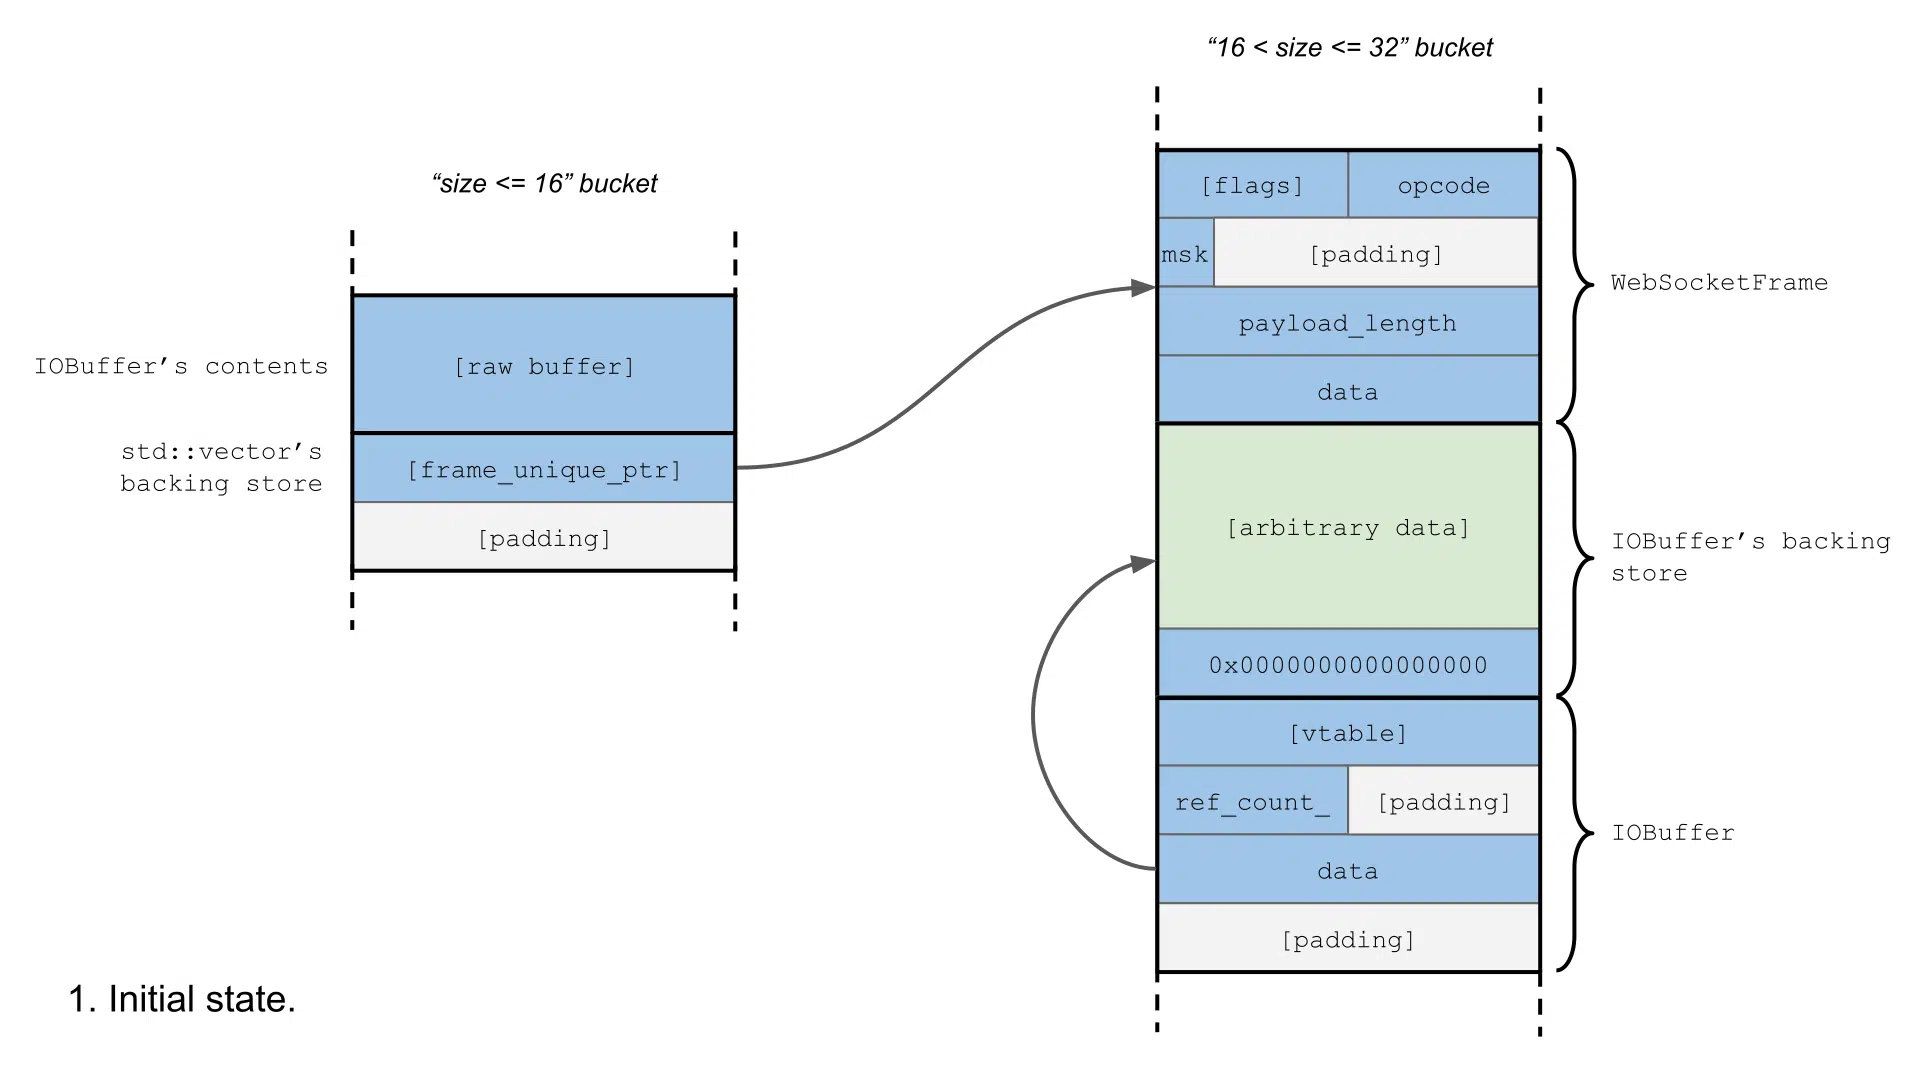 “16 < size <= 32” bucket
“size <= 16” bucket
[flags] opcode
msk [padding]
payload_length
data
WebSocketFrame
IOBuffer’s contents
[raw buffer]
std::vector’s
backing store
[frame_unique_ptr]
[padding]
[arbitrary data]
0x0000000000000000
IOBuffer’s backing
store
[vtable]
ref_count_ [padding]
data
[padding]
IOBuffer
1. Initial state.